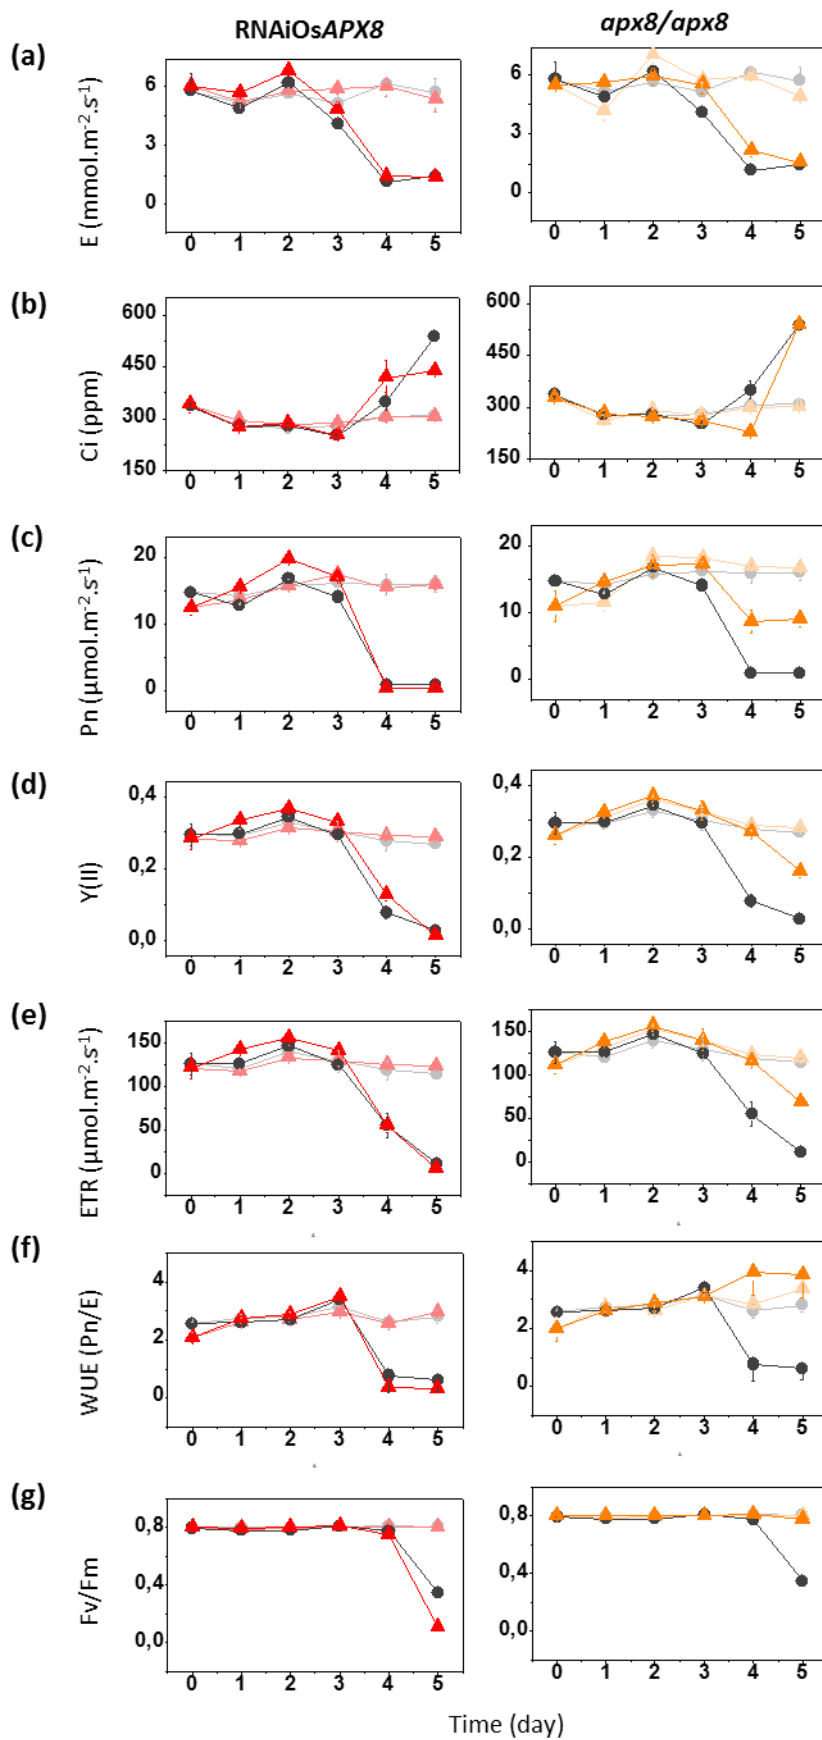 RNAiOsAPX8 apx8/apx8
(a)
E (mmol.m⁻².s⁻¹)
6
3
0
0 1 2 3 4 5
6
3
0
0 1 2 3 4 5
(b)
Ci (ppm)
600
450
300
150
0 1 2 3 4 5
600
450
300
150
0 1 2 3 4 5
(c)
Pn (µmol.m⁻².s⁻¹)
20
10
0
0 1 2 3 4 5
20
10
0
0 1 2 3 4 5
(d)
Y(II)
0,4
0,2
0,0
0 1 2 3 4 5
0,4
0,2
0,0
0 1 2 3 4 5
(e)
ETR (µmol.m⁻².s⁻¹)
150
100
50
0
0 1 2 3 4 5
150
100
50
0
0 1 2 3 4 5
(f)
WUE (Pn/E)
4
2
0
0 1 2 3 4 5
4
2
0
0 1 2 3 4 5
(g)
Fv/Fm
0,8
0,4
0,0
0 1 2 3 4 5
0,8
0,4
0,0
0 1 2 3 4 5
Time (day)